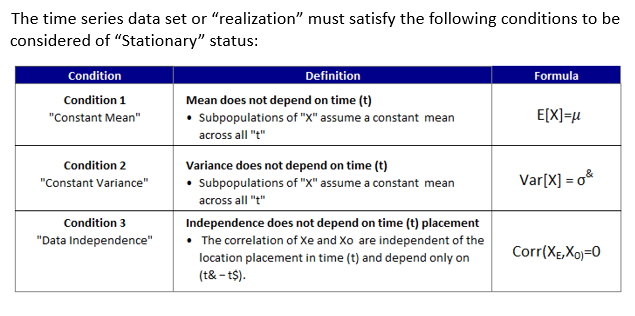 The time series data set or “realization” must satisfy the following conditions to be
considered of “Stationary” status:
Condition Definition Formula
Condition 1
"Constant Mean"
Mean does not depend on time (t)
• Subpopulations of "X" assume a constant mean
across all "t"
E[X]=μ
Condition 2
"Constant Variance"
Variance does not depend on time (t)
• Subpopulations of "X" assume a constant mean
across all "t"
Var[X] = σ&
Condition 3
"Data Independence"
Independence does not depend on time (t) placement
• The correlation of Xe and Xo are independent of the
location placement in time (t) and depend only on
(t& – t$).
Corr(XE,XO)=0